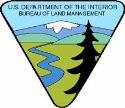 U.S. DEPARTMENT OF THE INTERIOR
BUREAU OF LAND MANAGEMENT